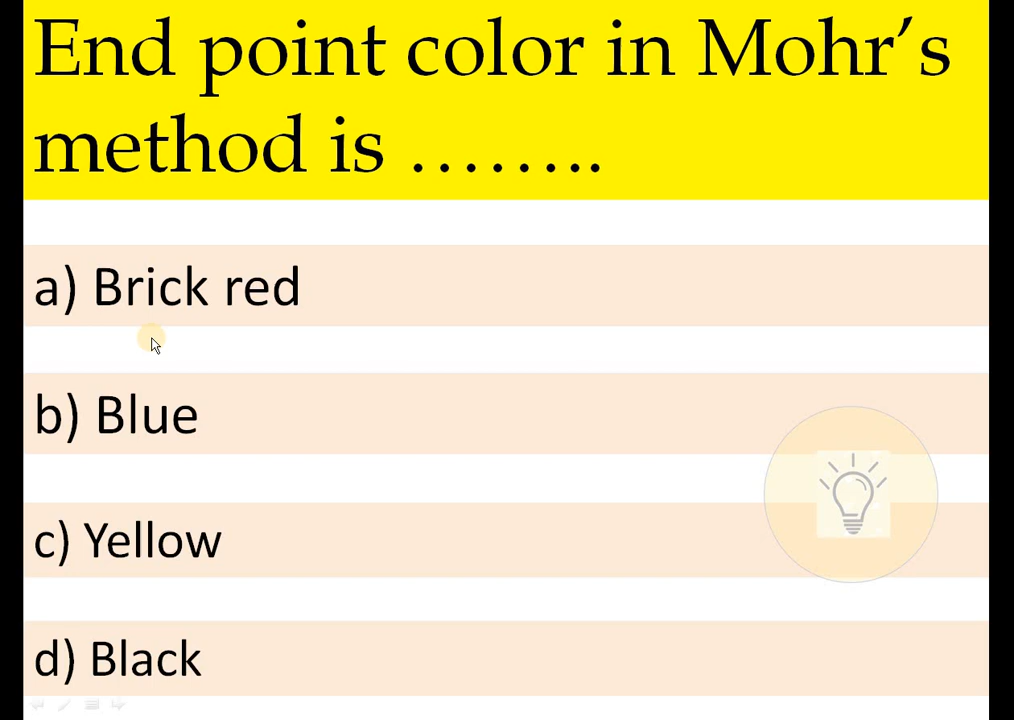 End point color in Mohr’s
method is ……..
a) Brick red
b) Blue
c) Yellow
d) Black